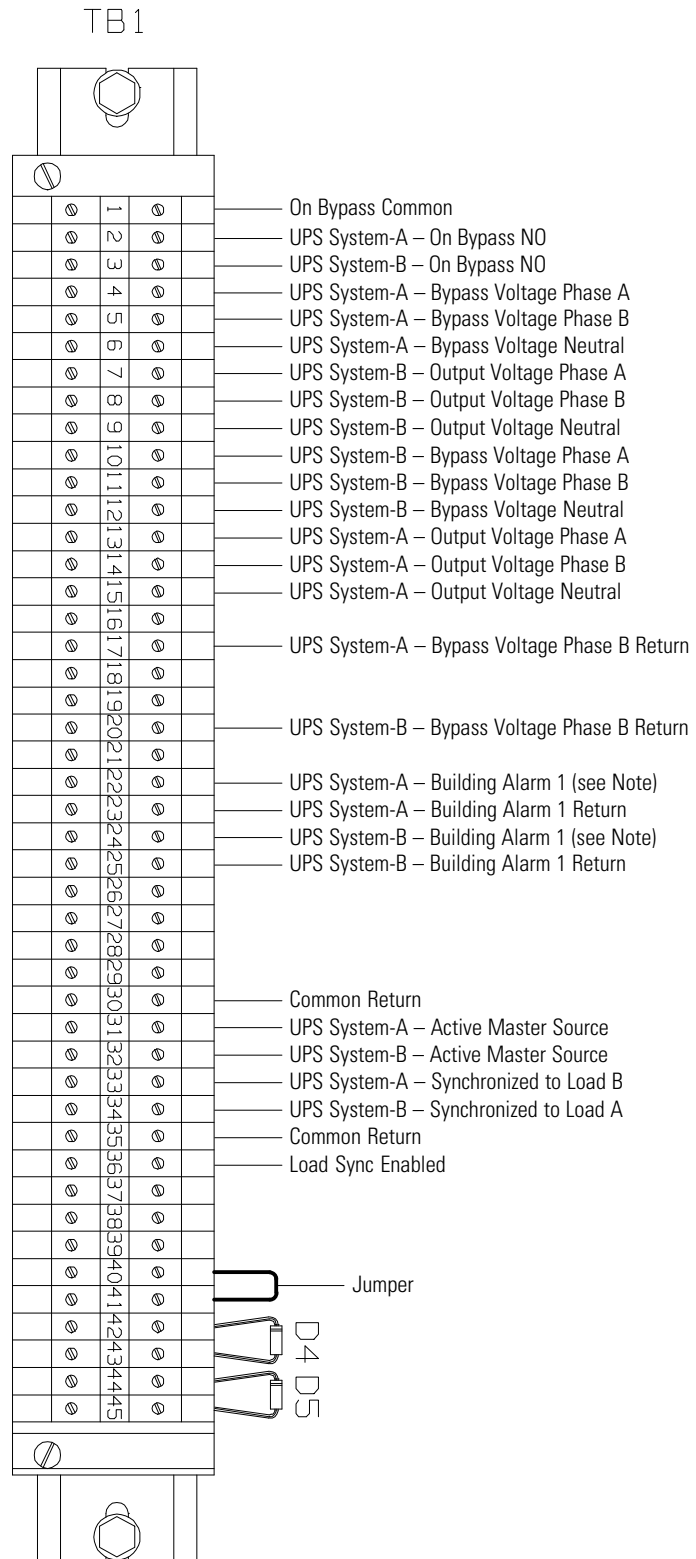 TB1
1 On Bypass Common
2 UPS System-A – On Bypass NO
3 UPS System-B – On Bypass NO
4 UPS System-A – Bypass Voltage Phase A
5 UPS System-A – Bypass Voltage Phase B
6 UPS System-A – Bypass Voltage Neutral
7 UPS System-B – Output Voltage Phase A
8 UPS System-B – Output Voltage Phase B
9 UPS System-B – Output Voltage Neutral
10 UPS System-B – Bypass Voltage Phase A
11 UPS System-B – Bypass Voltage Phase B
12 UPS System-B – Bypass Voltage Neutral
13 UPS System-A – Output Voltage Phase A
14 UPS System-A – Output Voltage Phase B
15 UPS System-A – Output Voltage Neutral
16
17 UPS System-A – Bypass Voltage Phase B Return
18
19
20 UPS System-B – Bypass Voltage Phase B Return
21
22 UPS System-A – Building Alarm 1 (see Note)
23 UPS System-A – Building Alarm 1 Return
24 UPS System-B – Building Alarm 1 (see Note)
25 UPS System-B – Building Alarm 1 Return
26
27
28
29
30 Common Return
31 UPS System-A – Active Master Source
32 UPS System-B – Active Master Source
33 UPS System-A – Synchronized to Load B
34 UPS System-B – Synchronized to Load A
35 Common Return
36 Load Sync Enabled
37
38
39
40
Jumper
41
42
D4
43
44
D5
45